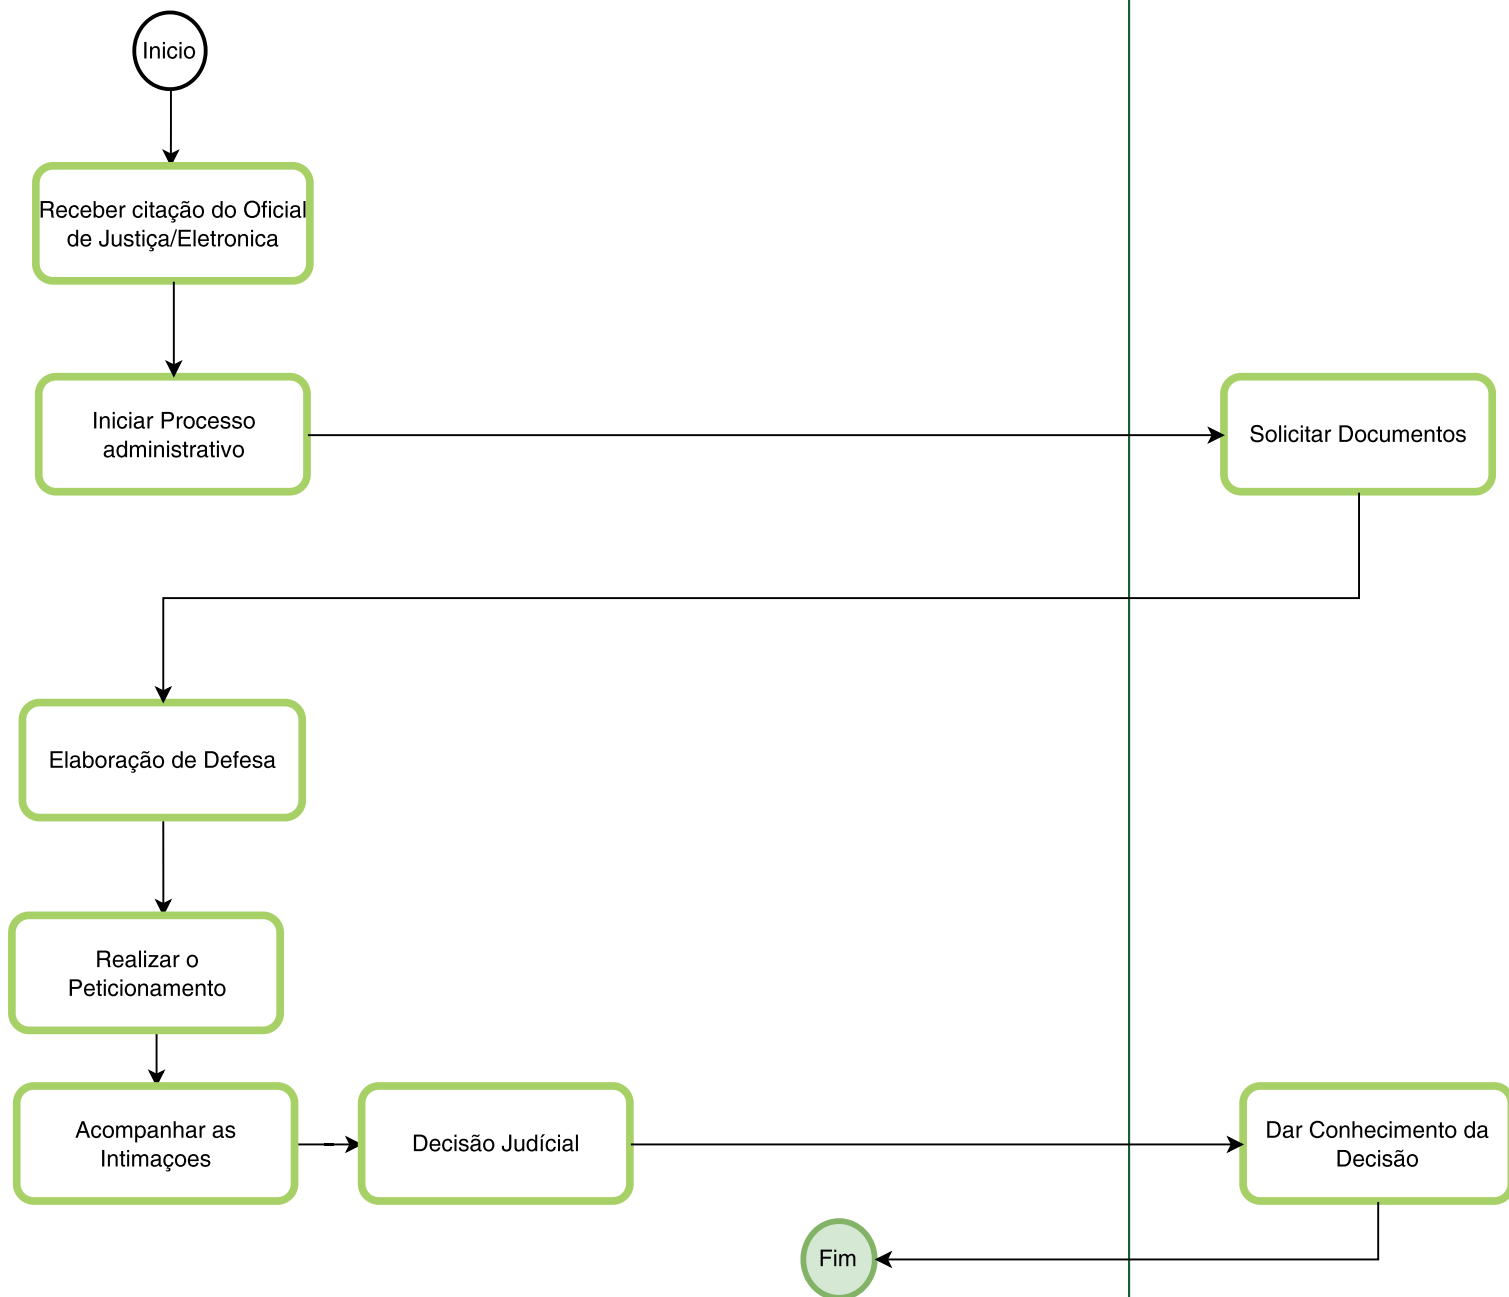 Inicio
Receber citação do Oficial
de Justiça/Eletronica
Iniciar Processo
administrativo
Solicitar Documentos
Elaboração de Defesa
Realizar o
Peticionamento
Acompanhar as
Intimaçoes
Decisão Judícial
Dar Conhecimento da
Decisão
Fim